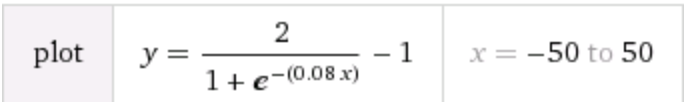 plot y = 2 / (1 + e^(-(0.08 x))) − 1 x = −50 to 50